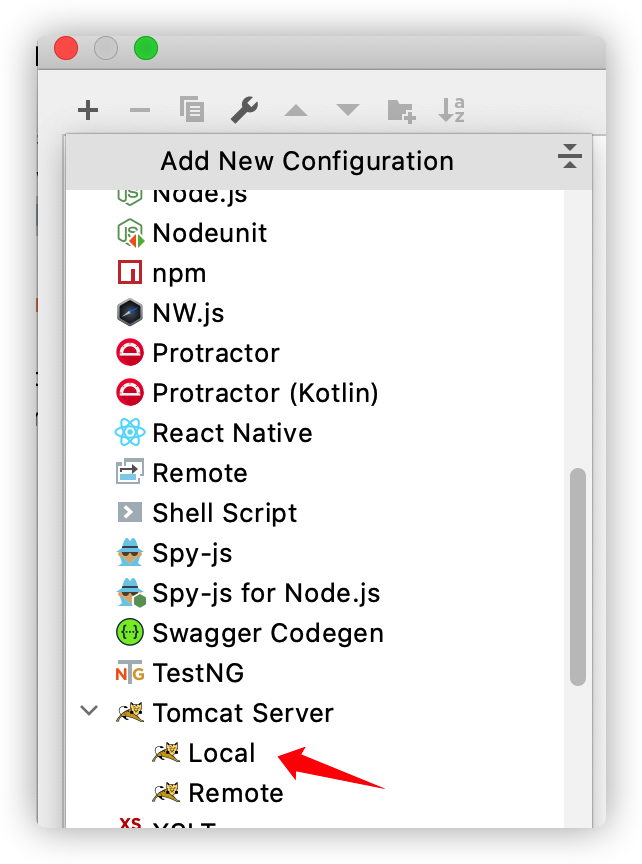 Add New Configuration
Node.js
Nodeunit
npm
NW.js
Protractor
Protractor (Kotlin)
React Native
Remote
Shell Script
Spy-js
Spy-js for Node.js
Swagger Codegen
TestNG
Tomcat Server
Local
Remote
XSLT